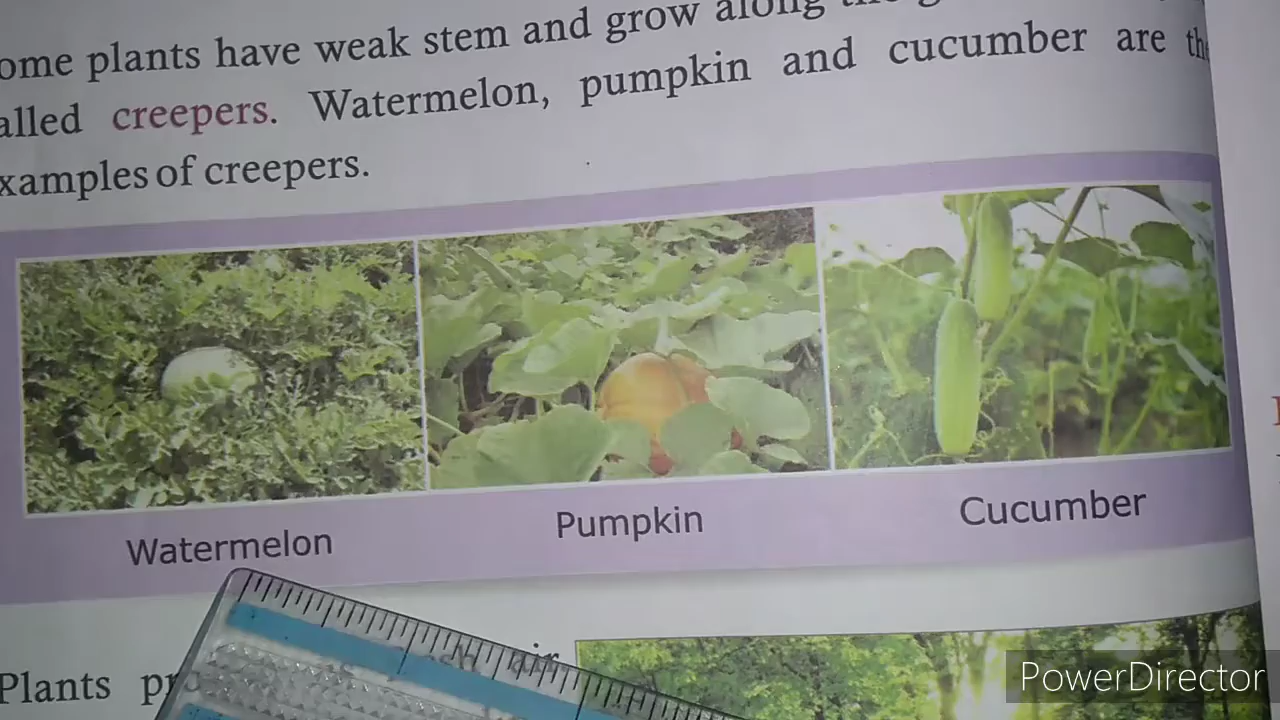 ome plants have weak stem and grow along
alled creepers. Watermelon, pumpkin and cucumber are th
xamples of creepers.
Watermelon
Pumpkin
Cucumber
Plants
PowerDirector